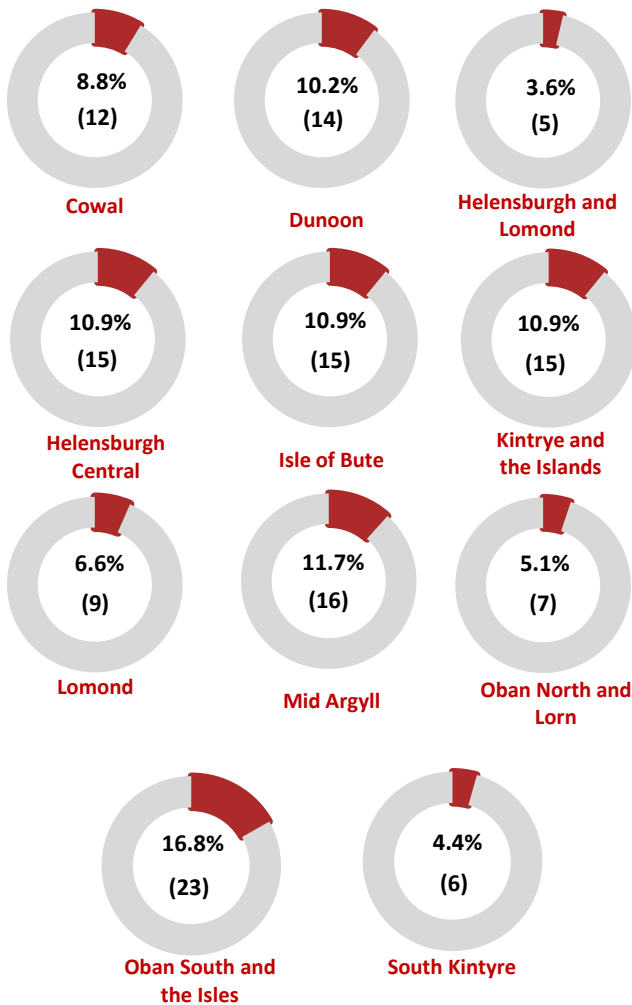 8.8%
(12)
Cowal
10.2%
(14)
Dunoon
3.6%
(5)
Helensburgh and
Lomond
10.9%
(15)
Helensburgh
Central
10.9%
(15)
Isle of Bute
10.9%
(15)
Kintrye and
the Islands
6.6%
(9)
Lomond
11.7%
(16)
Mid Argyll
5.1%
(7)
Oban North and
Lorn
16.8%
(23)
Oban South and
the Isles
4.4%
(6)
South Kintyre